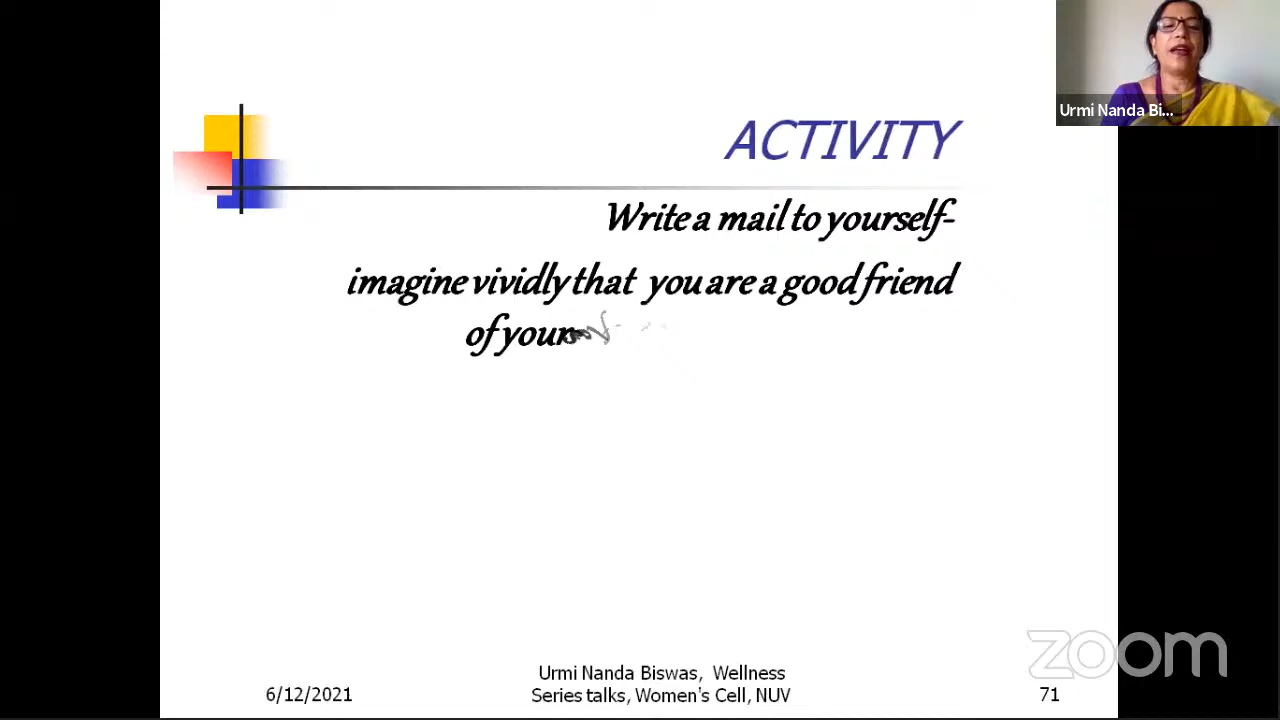 ACTIVITY
Urmi Nanda Bi...
Write a mail to yourself-
imagine vividly that you are a good friend
of your
zoom
Urmi Nanda Biswas, Wellness
6/12/2021 Series talks, Women's Cell, NUV 71